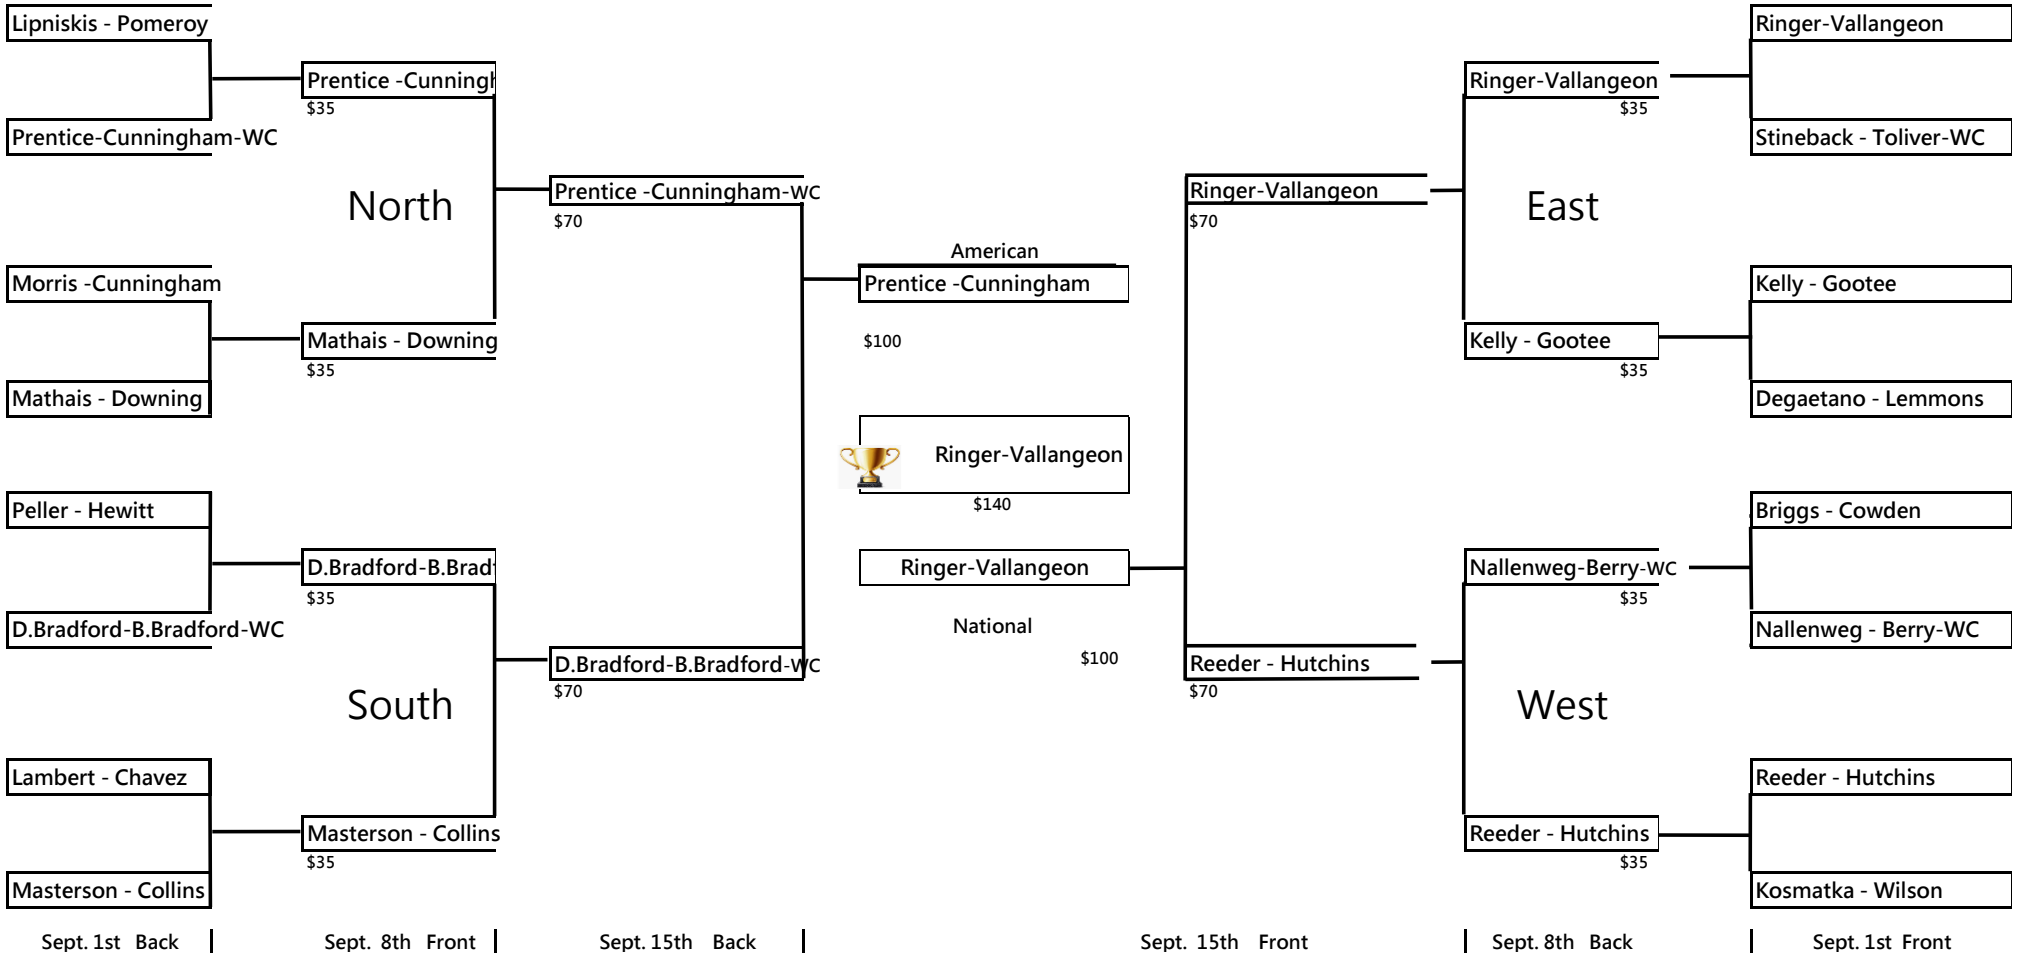 Lipniskis - Pomeroy
Ringer-Vallangeon
Prentice -Cunningh
Ringer-Vallangeon
$35
$35
Prentice-Cunningham-WC
Stineback - Toliver-WC
North
Prentice -Cunningham-WC
Ringer-Vallangeon
East
$70
$70
American
Morris -Cunningham
Prentice -Cunningham
Kelly - Gootee
Mathais - Downing
$100
Kelly - Gootee
$35
$35
Mathais - Downing
Degaetano - Lemmons
Ringer-Vallangeon
$140
Peller - Hewitt
Briggs - Cowden
D.Bradford-B.Bradf
Ringer-Vallangeon
Nallenweg-Berry-WC
$35
$35
D.Bradford-B.Bradford-WC
National
Nallenweg - Berry-WC
D.Bradford-B.Bradford-WC
$100
Reeder - Hutchins
$70
$70
South
West
Lambert - Chavez
Reeder - Hutchins
Masterson - Collins
Reeder - Hutchins
$35
$35
Masterson - Collins
Kosmatka - Wilson
Sept. 1st Back
Sept. 8th Front
Sept. 15th Back
Sept. 15th Front
Sept. 8th Back
Sept. 1st Front